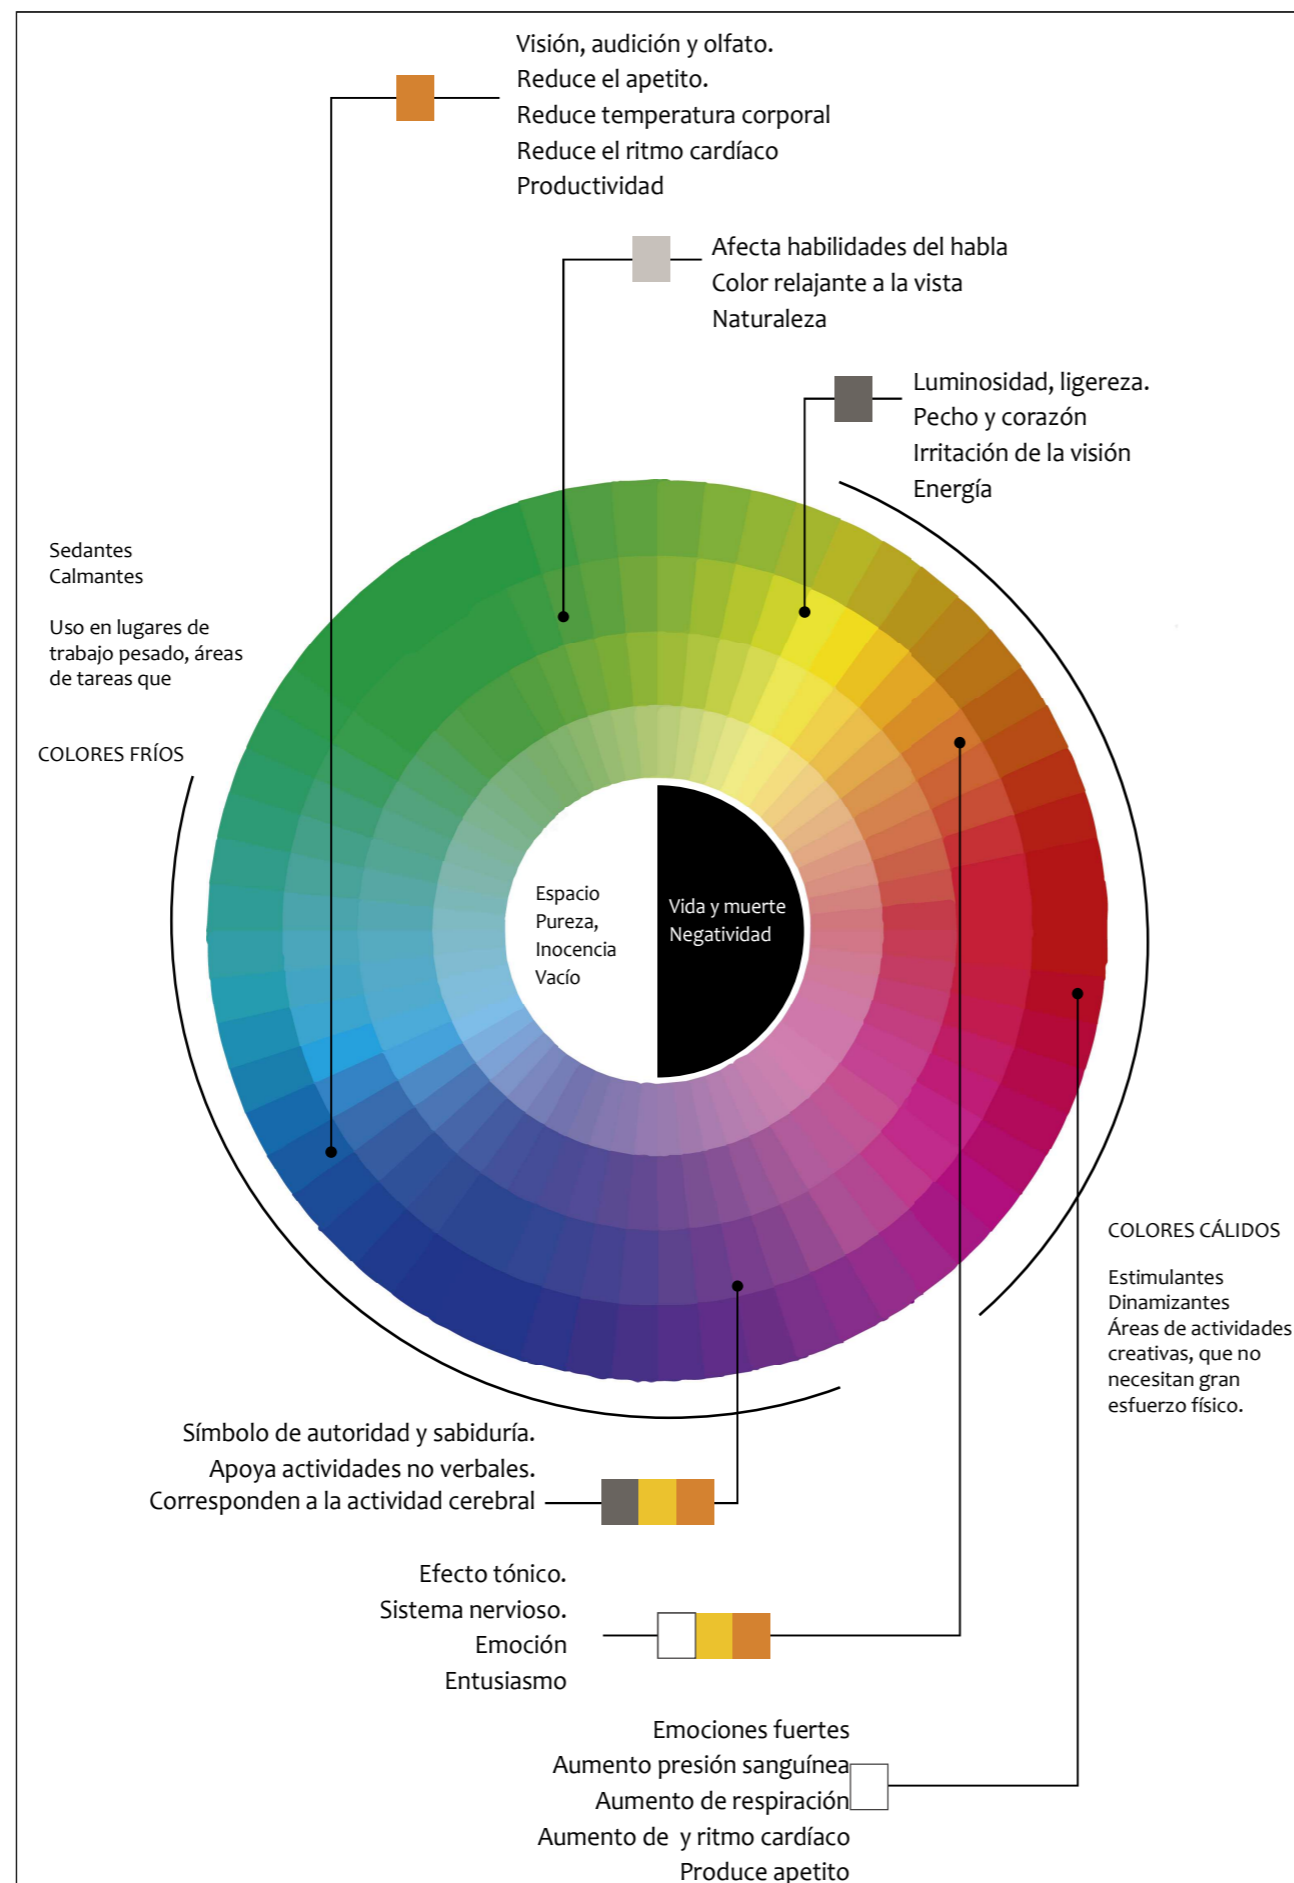 Visión, audición y olfato.
Reduce el apetito.
Reduce temperatura corporal
Reduce el ritmo cardíaco
Productividad
Afecta habilidades del habla
Color relajante a la vista
Naturaleza
Luminosidad, ligereza.
Pecho y corazón
Irritación de la visión
Energía
Sedantes
Calmantes
Uso en lugares de
trabajo pesado, áreas
de tareas que
COLORES FRÍOS
Espacio
Pureza,
Inocencia
Vacío
Vida y muerte
Negatividad
COLORES CÁLIDOS
Estimulantes
Dinamizantes
Áreas de actividades
creativas, que no
necesitan gran
esfuerzo físico.
Símbolo de autoridad y sabiduría.
Apoya actividades no verbales.
Corresponden a la actividad cerebral
Efecto tónico.
Sistema nervioso.
Emoción
Entusiasmo
Emociones fuertes
Aumento presión sanguínea
Aumento de respiración
Aumento de  y ritmo cardíaco
Produce apetito